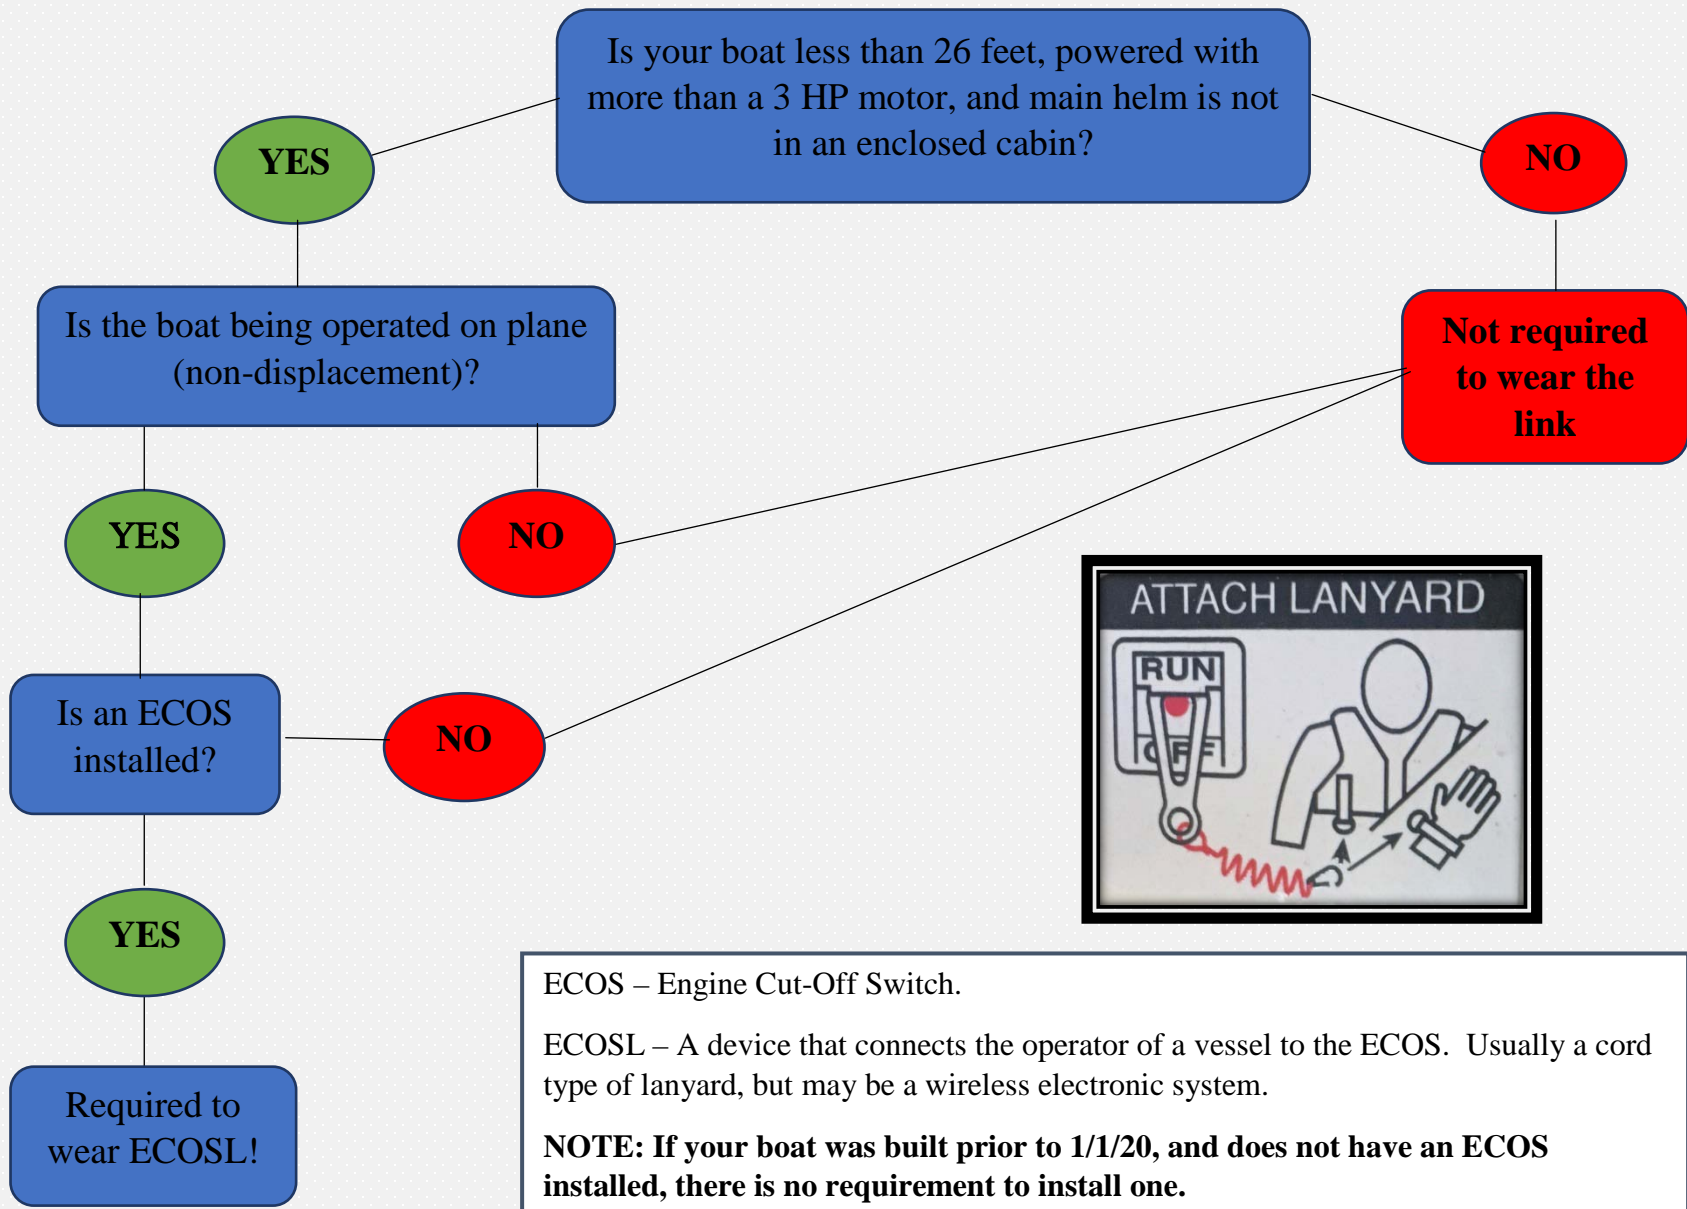 Is your boat less than 26 feet, powered with
more than a 3 HP motor, and main helm is not
in an enclosed cabin?
YES
NO
Is the boat being operated on plane
(non-displacement)?
Not required
to wear the
link
YES
NO
ATTACH LANYARD
RUN
OFF
Is an ECOS
installed?
NO
YES
ECOS – Engine Cut-Off Switch.
ECOSL – A device that connects the operator of a vessel to the ECOS.  Usually a cord
type of lanyard, but may be a wireless electronic system.
Required to
wear ECOSL!
NOTE: If your boat was built prior to 1/1/20, and does not have an ECOS
installed, there is no requirement to install one.